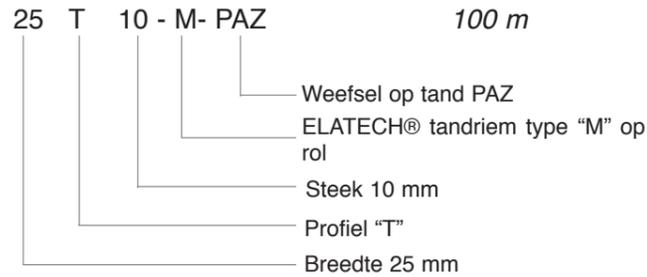 25 T 10 - M- PAZ 100 m
Weefsel op tand PAZ
ELATECH® tandriem type “M” op
rol
Steek 10 mm
Profiel “T”
Breedte 25 mm